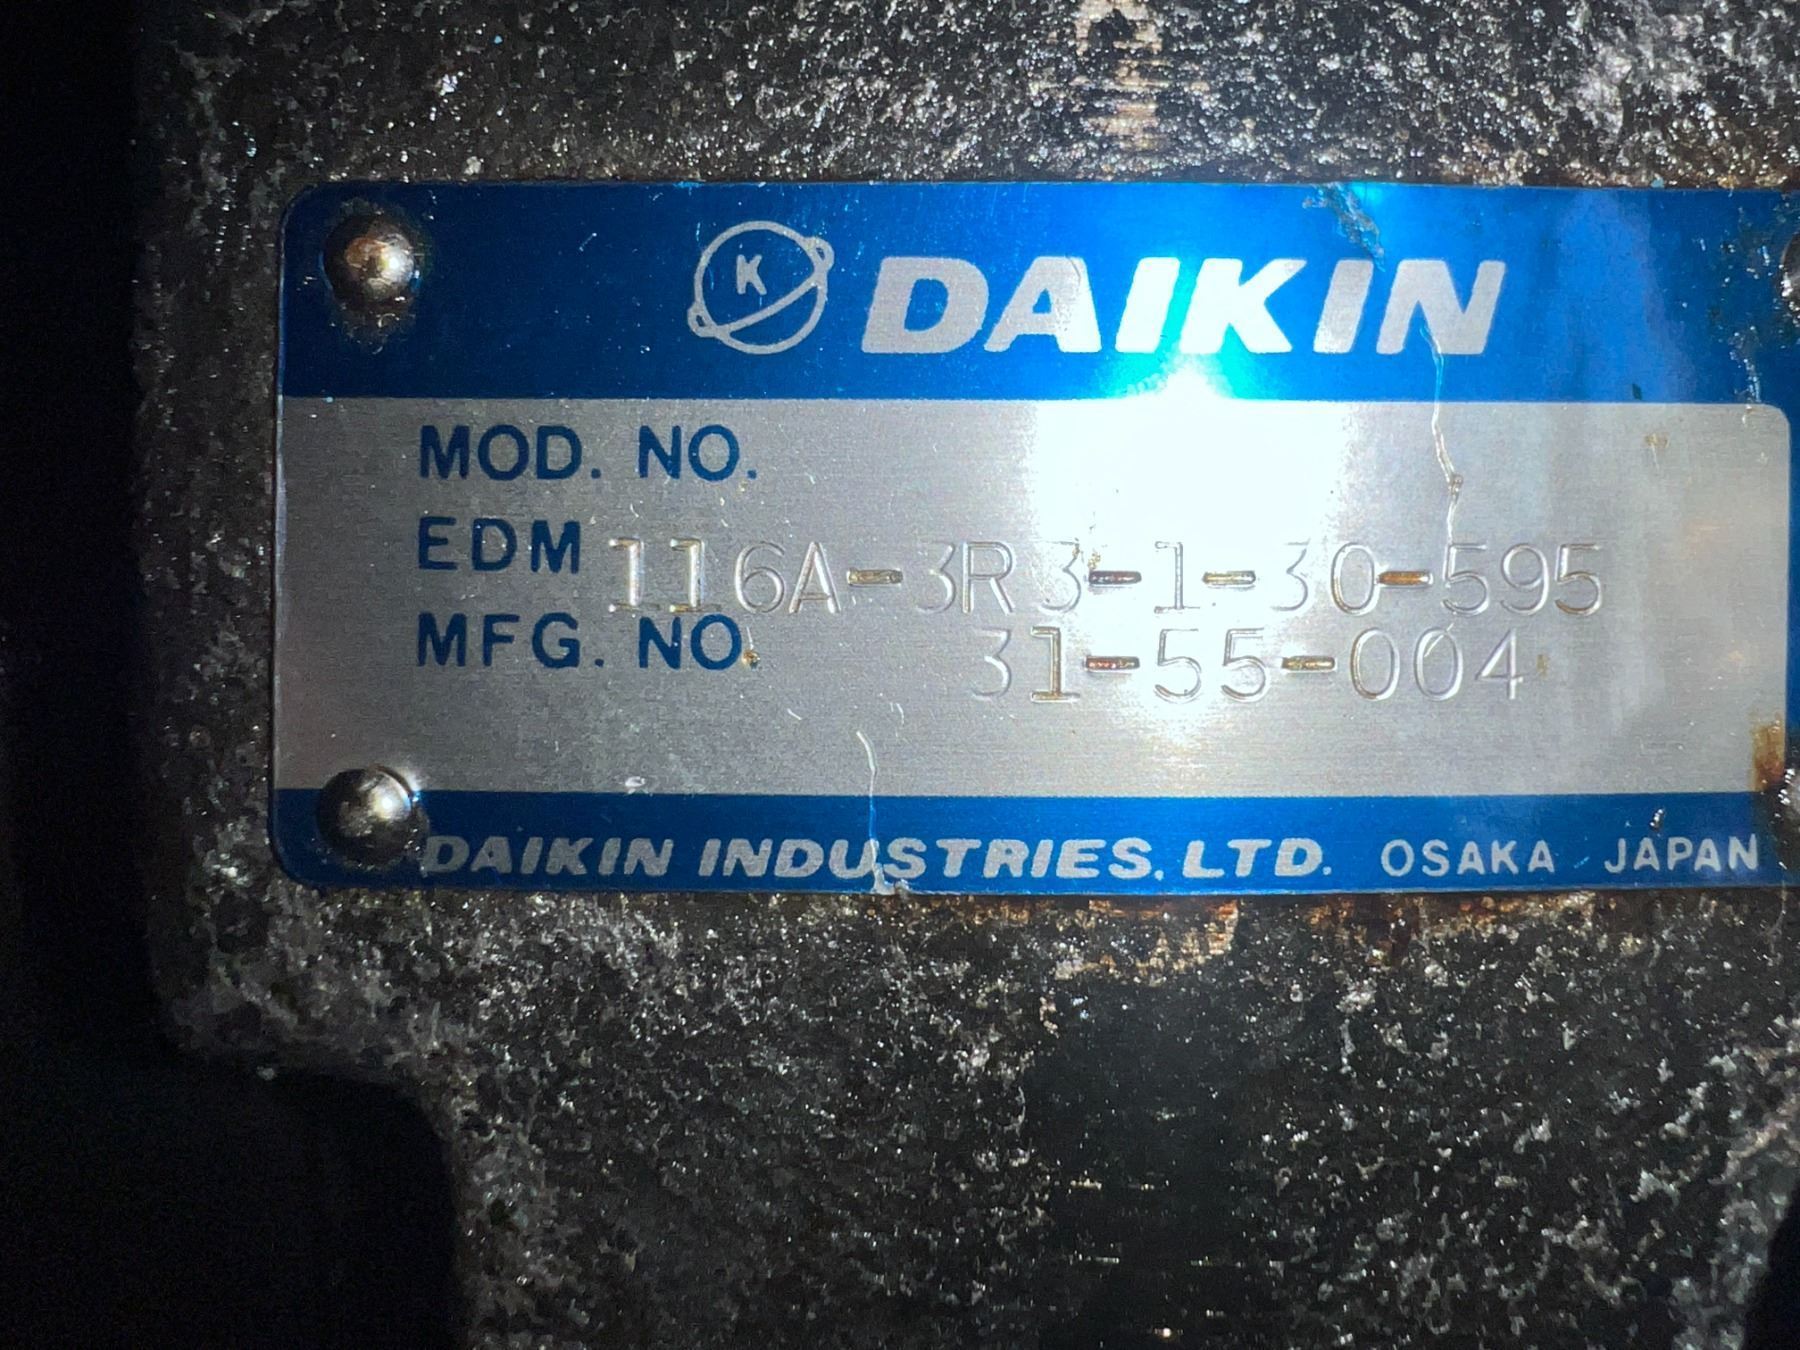 K DAIKIN
MOD. NO.
EDM 116A-3R3-1-30-595
MFG. NO. 31-55-004
DAIKIN INDUSTRIES, LTD. OSAKA JAPAN